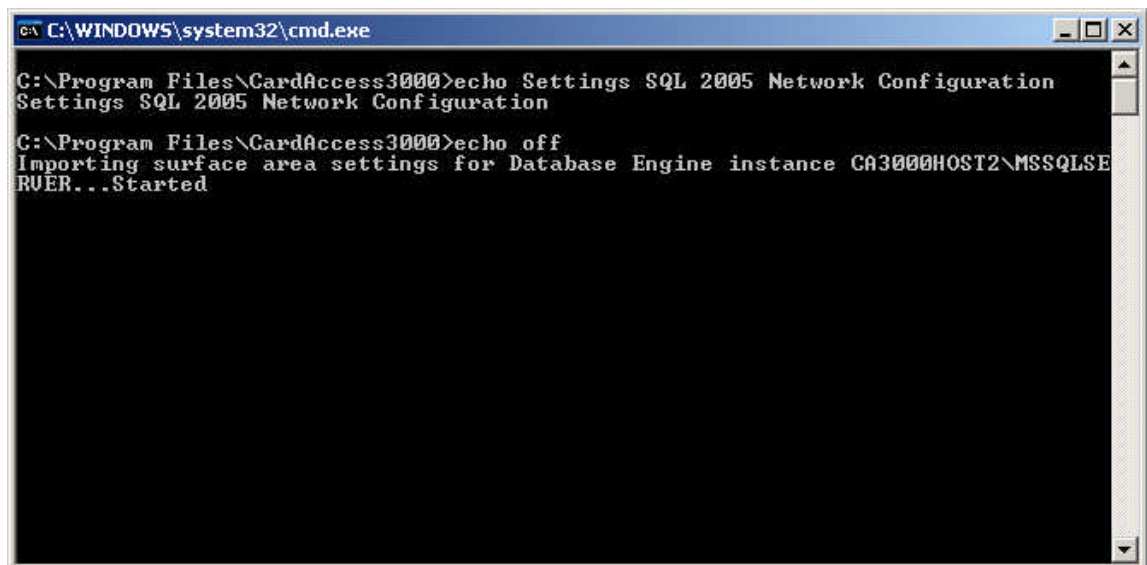 C:\WINDOWS\system32\cmd.exe
C:\Program Files\CardAccess3000>echo Settings SQL 2005 Network Configuration
Settings SQL 2005 Network Configuration
C:\Program Files\CardAccess3000>echo off
Importing surface area settings for Database Engine instance CA3000HOST2\MSSQLSE
RVER...Started